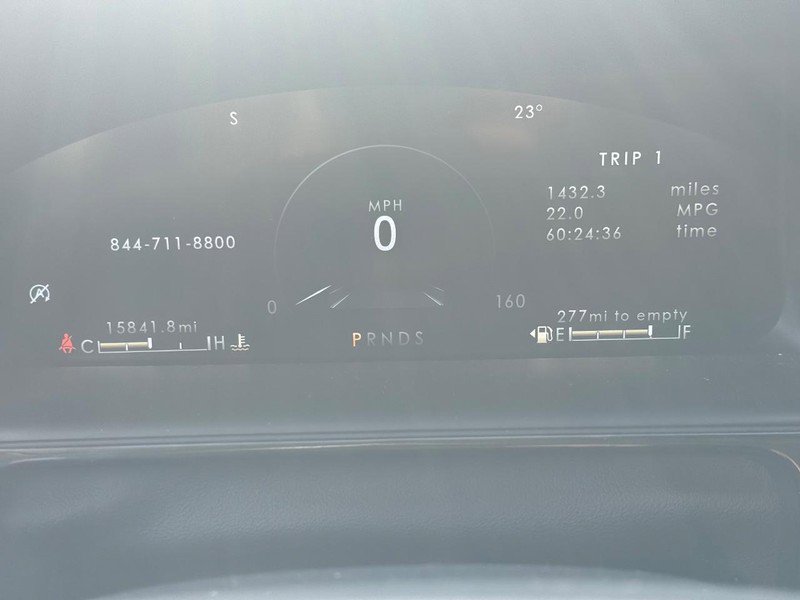 S
23°
TRIP 1
1432.3 miles
22.0 MPG
60:24:36 time
MPH
0
844-711-8800
A
0
160
15841.8mi
277mi to empty
C H
PRNDS
E F